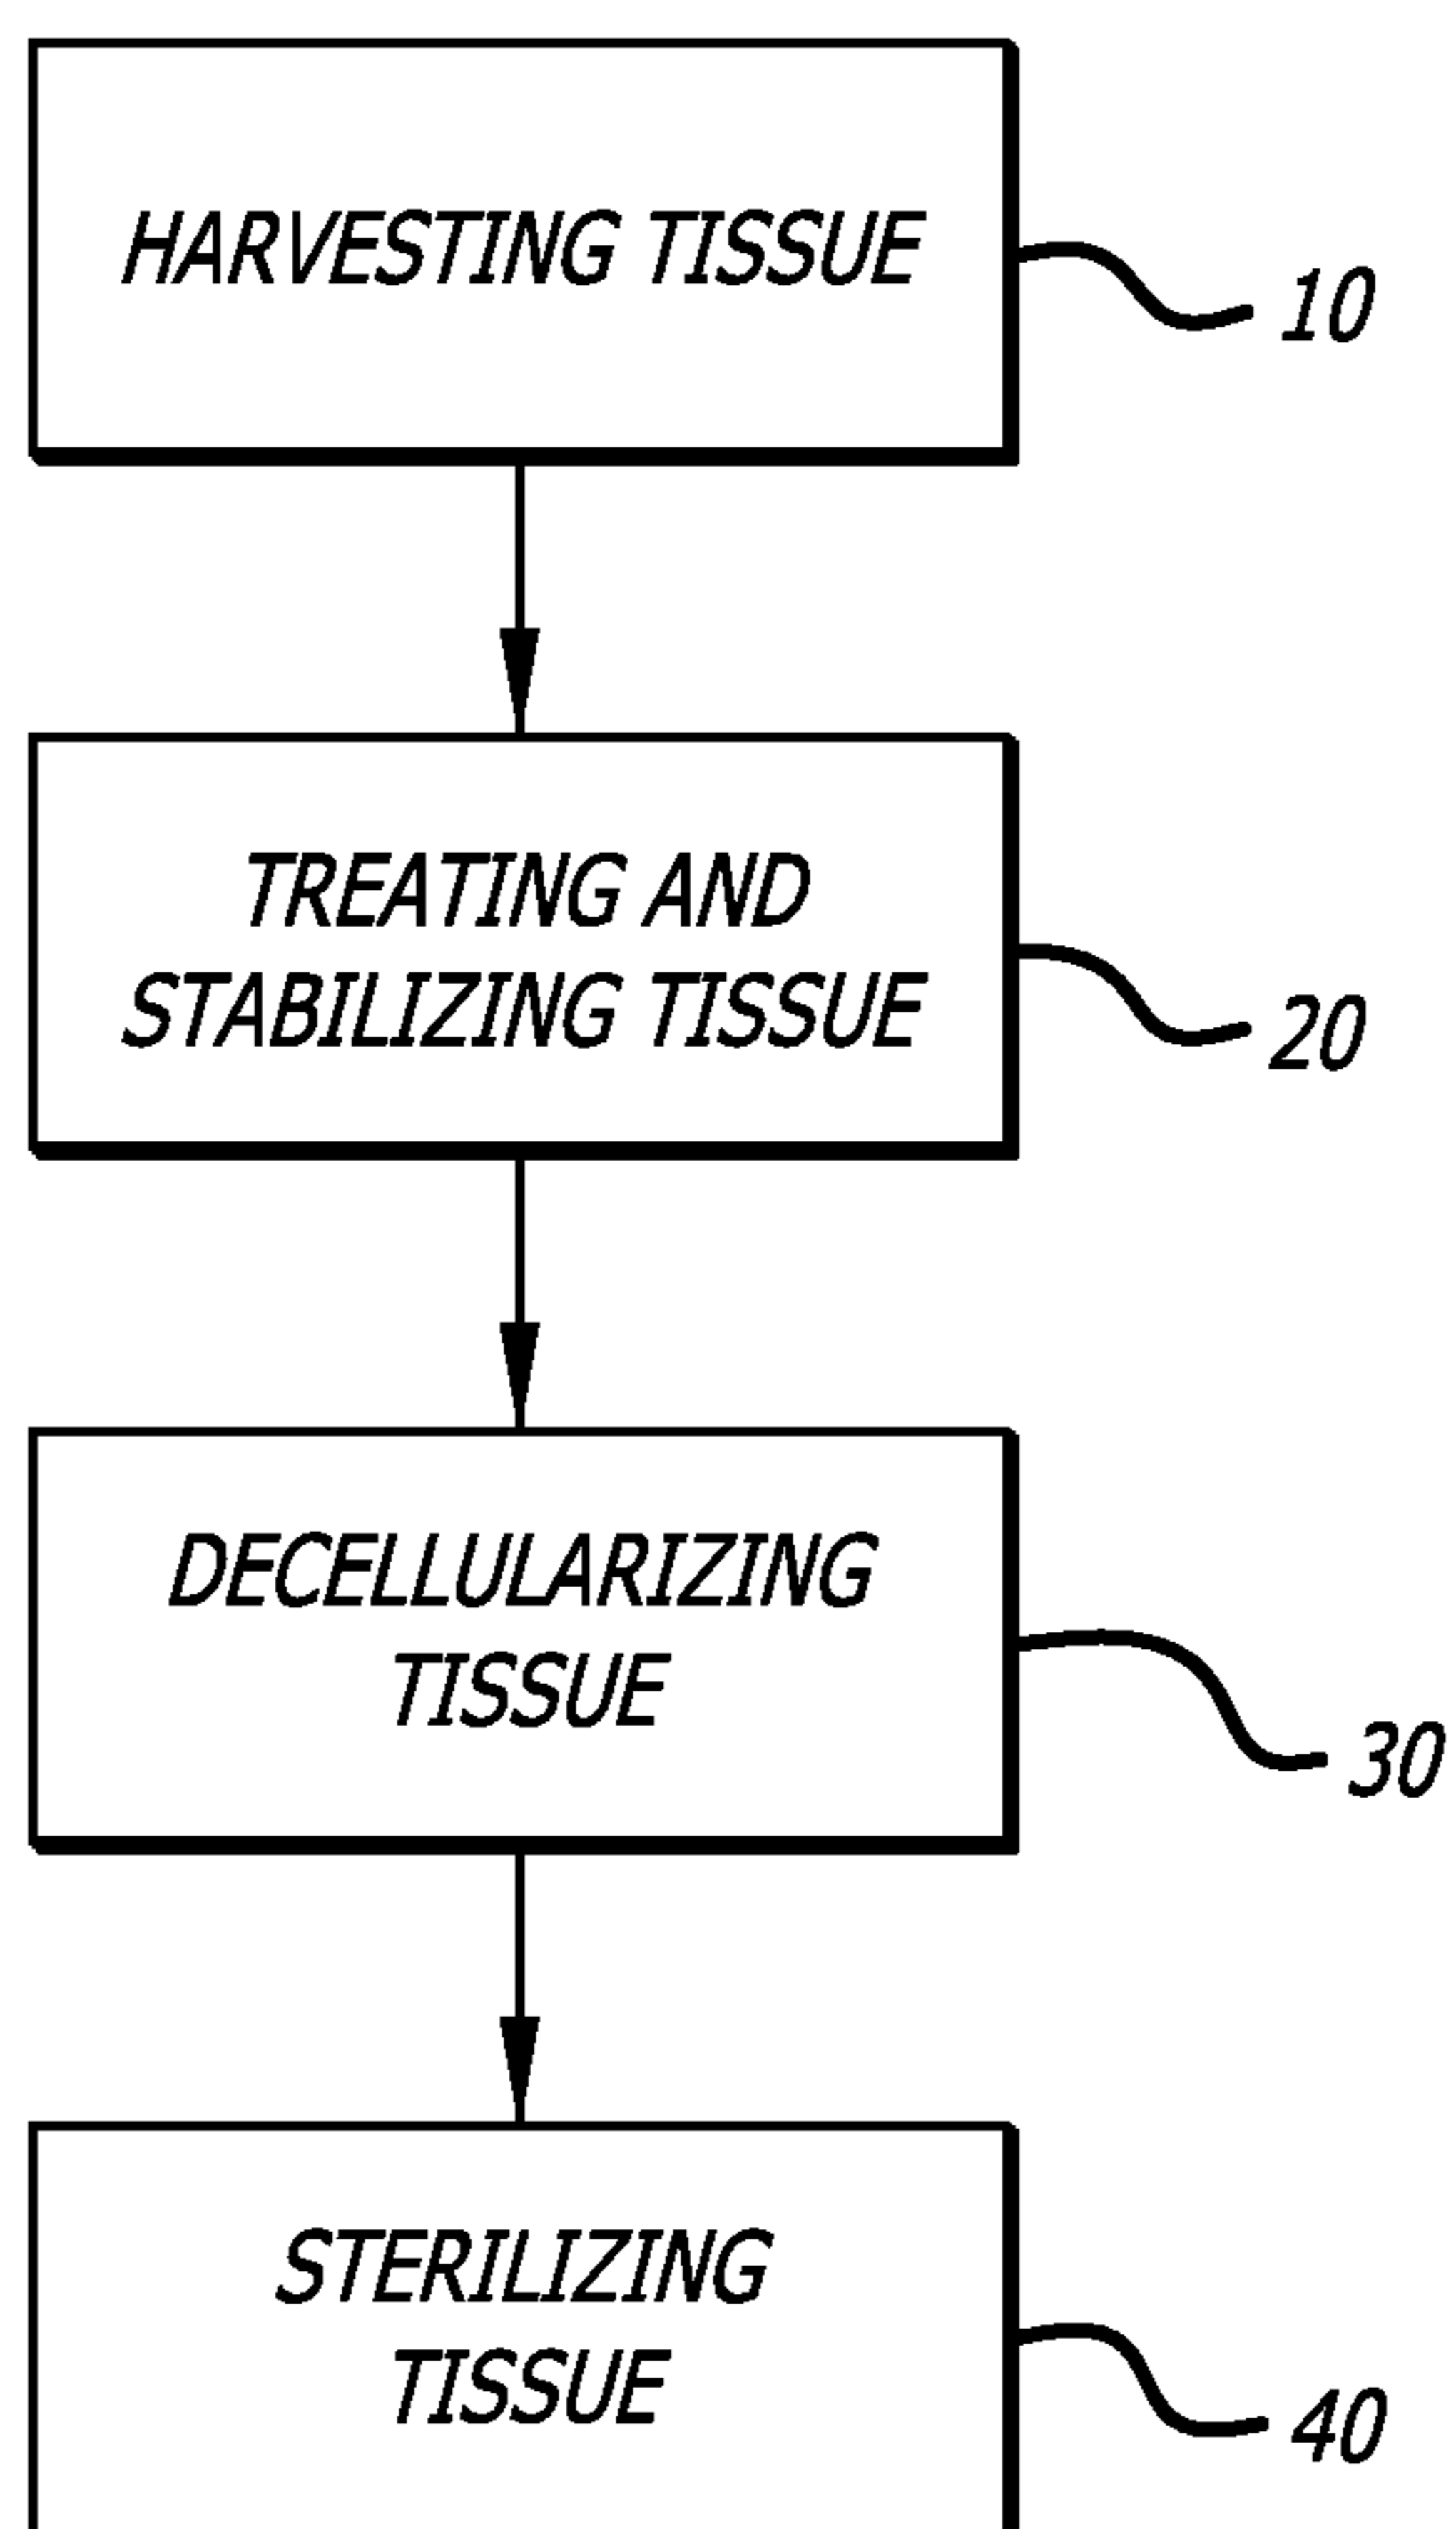 HARVESTING TISSUE
10
TREATING AND
STABILIZING TISSUE
20
DECELLULARIZING
TISSUE
30
STERILIZING
TISSUE
40